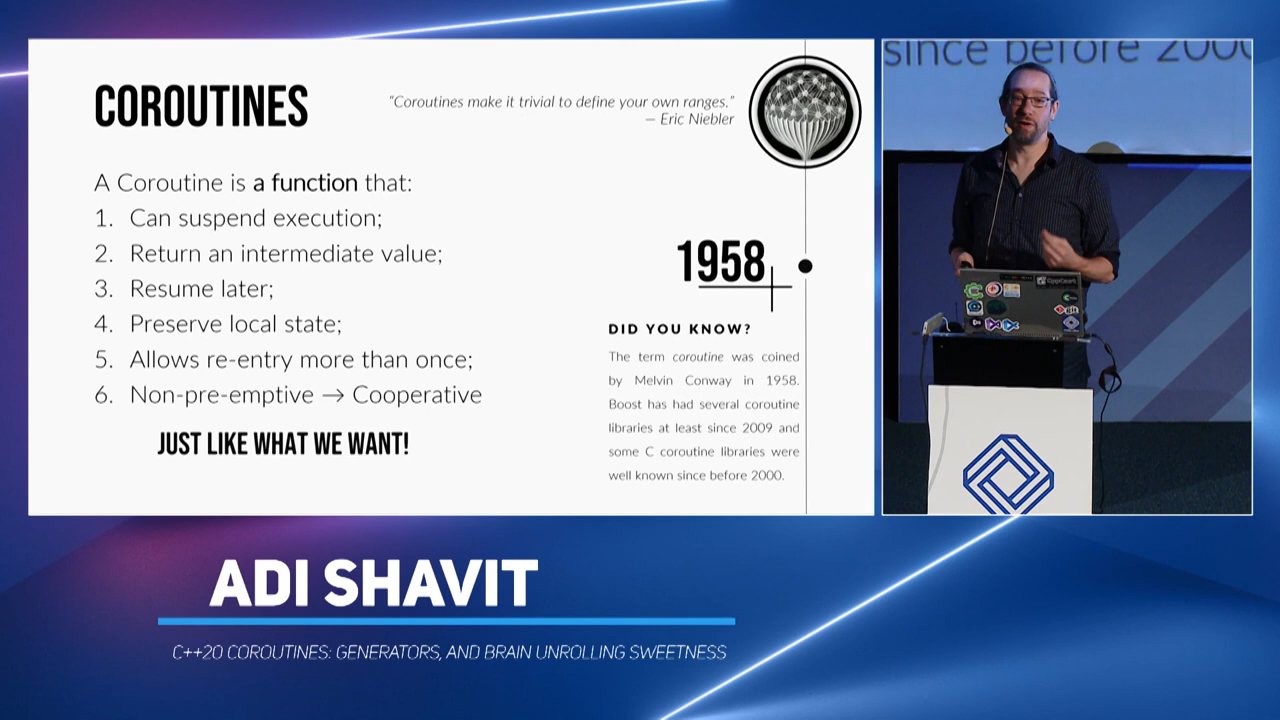 COROUTINES
“Coroutines make it trivial to define your own ranges.”
– Eric Niebler
A Coroutine is a function that:
1. Can suspend execution;
2. Return an intermediate value;
3. Resume later;
4. Preserve local state;
5. Allows re-entry more than once;
6. Non-pre-emptive → Cooperative
JUST LIKE WHAT WE WANT!
1958
DID YOU KNOW?
The term coroutine was coined
by Melvin Conway in 1958.
Boost has had several coroutine
libraries at least since 2009 and
some C coroutine libraries were
well known since before 2000.
since before 2000
ADI SHAVIT
C++20 COROUTINES: GENERATORS, AND BRAIN UNROLLING SWEETNESS